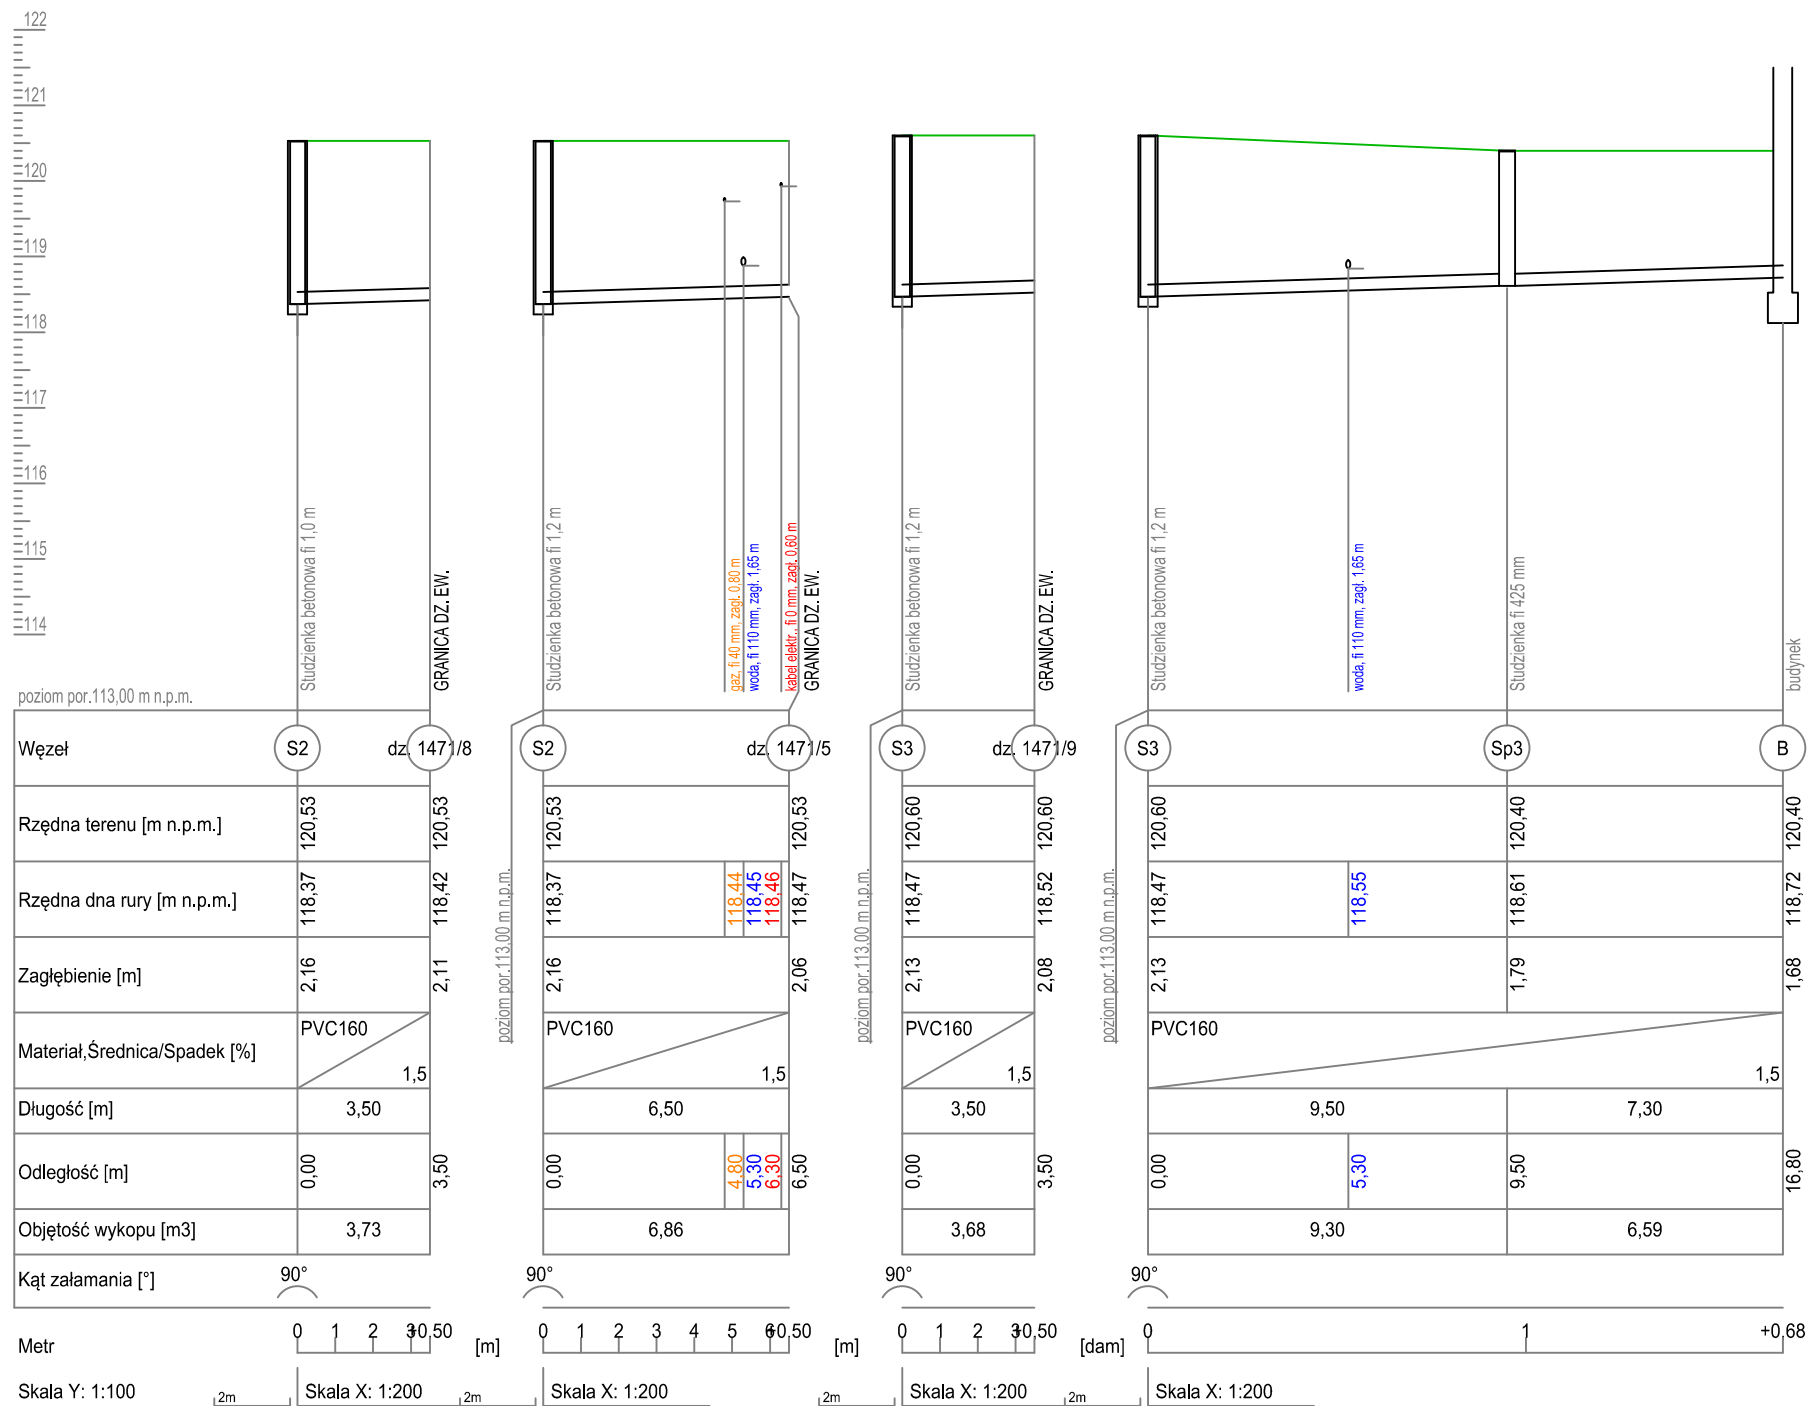 122
121
120
119
118
117
116
115
114
poziom por.113,00 m n.p.m.
Studzienka betonowa fi 1,0 m
GRANICA DZ. EW.
Studzienka betonowa fi 1,2 m
gaz, fi 40 mm, zagł. 0,80 m
woda, fi 110 mm, zagł. 1,65 m
kabel elektr., fi 0 mm, zagł. 0,60 m
GRANICA DZ. EW.
Studzienka betonowa fi 1,2 m
GRANICA DZ. EW.
Studzienka betonowa fi 1,2 m
woda, fi 110 mm, zagł. 1,65 m
Studzienka fi 425 mm
budynek
Węzeł S2 dz. 1471/8 S2 dz. 1471/5 S3 dz. 1471/9 S3 Sp3 B
Rzędna terenu [m n.p.m.] 120,53 120,53 120,53 120,53 120,60 120,60 120,60 120,40 120,40
Rzędna dna rury [m n.p.m.] 118,37 118,42 118,37 118,44 118,45 118,46 118,47 118,47 118,52 118,47 118,55 118,61 118,72
poziom por.113,00 m n.p.m.
poziom por.113,00 m n.p.m.
poziom por.113,00 m n.p.m.
Zagłębienie [m] 2,16 2,11 2,16 2,06 2,13 2,08 2,13 1,79 1,68
Materiał,Średnica/Spadek [%] PVC160 1,5 PVC160 1,5 PVC160 1,5 PVC160 1,5
Długość [m] 3,50 6,50 3,50 9,50 7,30
Odległość [m] 0,00 3,50 0,00 4,80 5,30 6,30 6,50 0,00 3,50 0,00 5,30 9,50 16,80
Objętość wykopu [m3] 3,73 6,86 3,68 9,30 6,59
Kąt załamania [°] 90° 90° 90° 90°
Metr 0 1 2 3 +0,50 [m] 0 1 2 3 4 5 6 +0,50 [m] 0 1 2 3 +0,50 [dam] 0 1 +0,68
Skala Y: 1:100 2m Skala X: 1:200 2m Skala X: 1:200 2m Skala X: 1:200 2m Skala X: 1:200